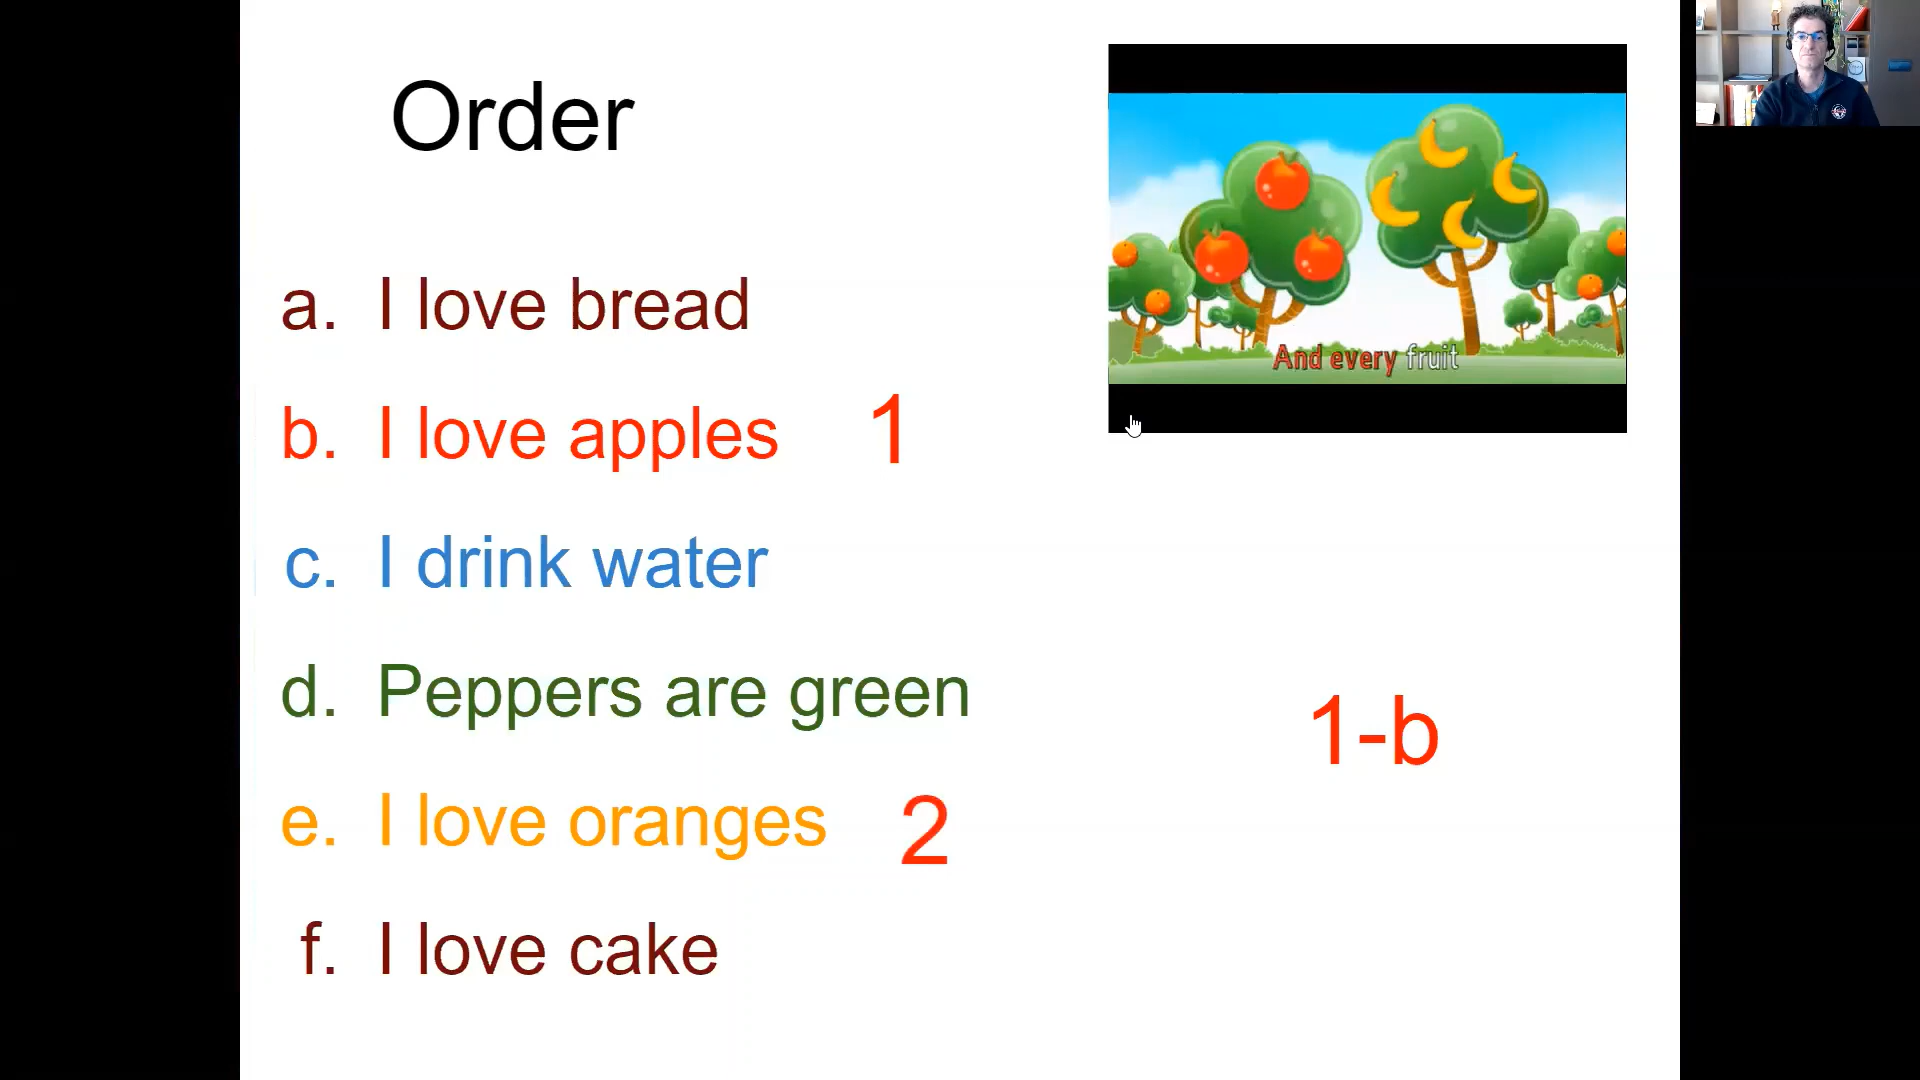 Order
a. I love bread
b. I love apples 1
c. I drink water
d. Peppers are green
e. I love oranges 2
f. I love cake
And every fruit
1-b